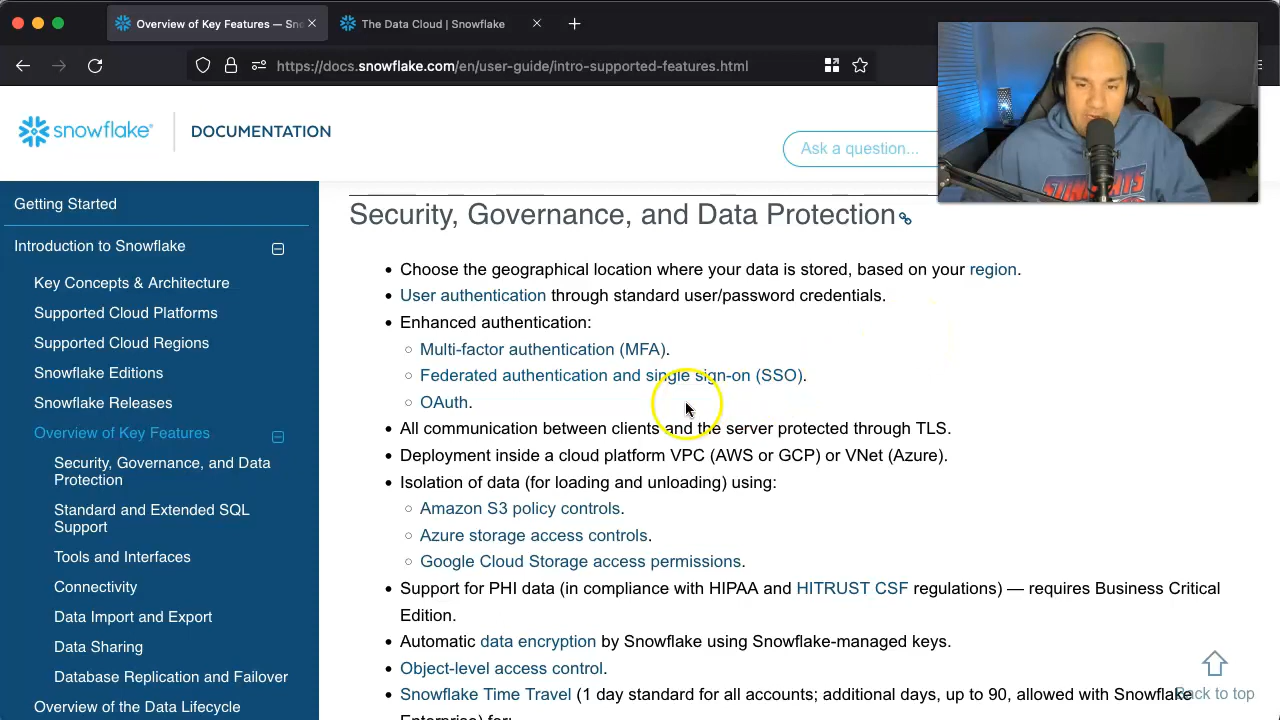 Overview of Key Features — Sno
The Data Cloud | Snowflake
https://docs.snowflake.com/en/user-guide/intro-supported-features.html
snowflake®
DOCUMENTATION
Ask a question...
Getting Started
Introduction to Snowflake
Key Concepts & Architecture
Supported Cloud Platforms
Supported Cloud Regions
Snowflake Editions
Snowflake Releases
Overview of Key Features
Security, Governance, and Data
Protection
Standard and Extended SQL
Support
Tools and Interfaces
Connectivity
Data Import and Export
Data Sharing
Database Replication and Failover
Overview of the Data Lifecycle
Security, Governance, and Data Protection
Choose the geographical location where your data is stored, based on your region.
User authentication through standard user/password credentials.
Enhanced authentication:
Multi-factor authentication (MFA).
Federated authentication and single sign-on (SSO).
OAuth.
All communication between clients and the server protected through TLS.
Deployment inside a cloud platform VPC (AWS or GCP) or VNet (Azure).
Isolation of data (for loading and unloading) using:
Amazon S3 policy controls.
Azure storage access controls.
Google Cloud Storage access permissions.
Support for PHI data (in compliance with HIPAA and HITRUST CSF regulations) — requires Business Critical
Edition.
Automatic data encryption by Snowflake using Snowflake-managed keys.
Object-level access control.
Snowflake Time Travel (1 day standard for all accounts; additional days, up to 90, allowed with Snowflake
Enterprise) for:
Back to top